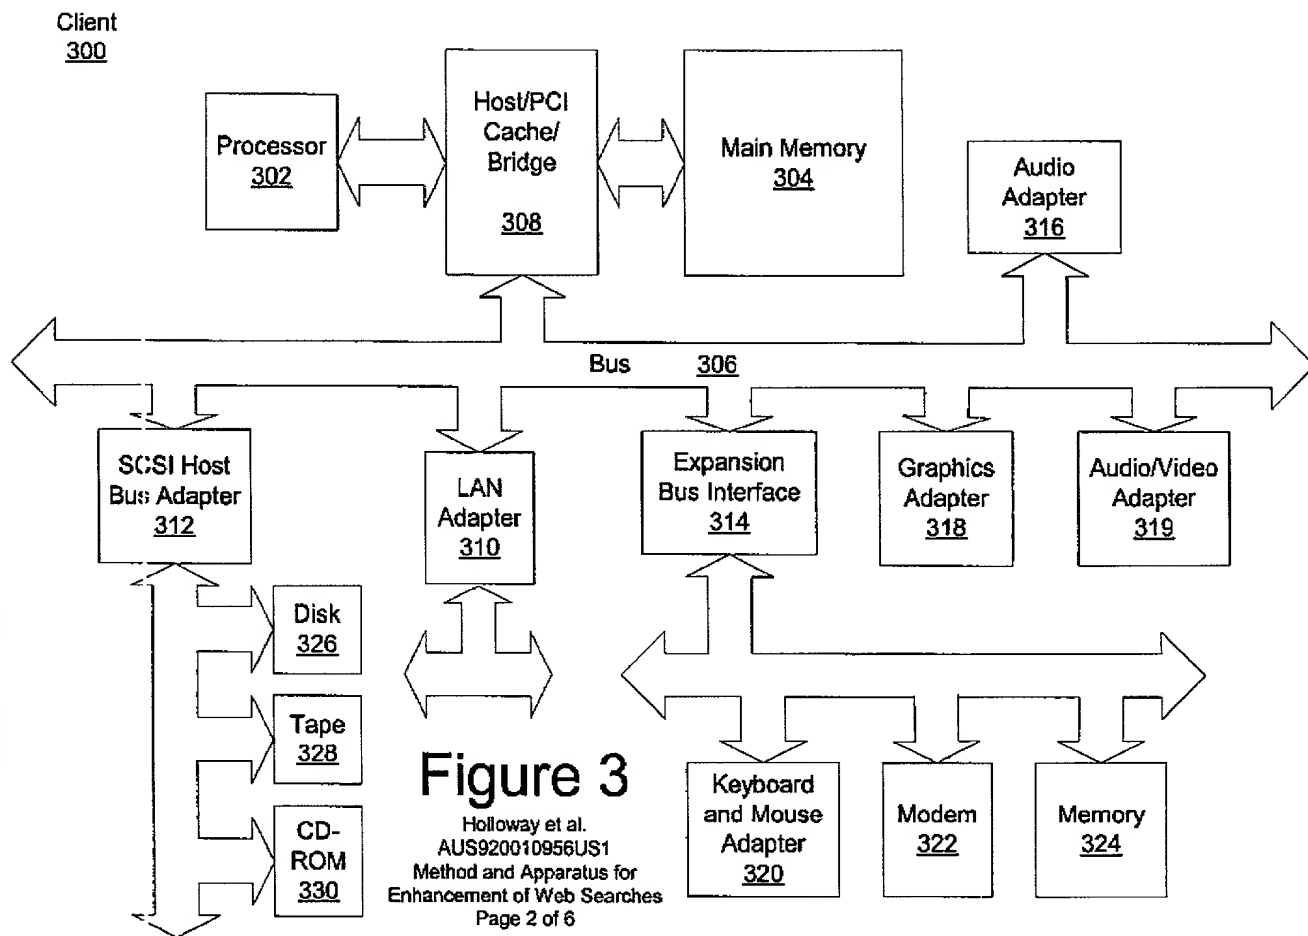 Client
300
Processor
302
Host/PCI
Cache/
Bridge
308
Main Memory
304
Audio
Adapter
316
Bus 306
SCSI Host
Bus Adapter
312
LAN
Adapter
310
Expansion
Bus Interface
314
Graphics
Adapter
318
Audio/Video
Adapter
319
Disk
326
Tape
328
CD-
ROM
330
Keyboard
and Mouse
Adapter
320
Modem
322
Memory
324
Figure 3
Holloway et al.
AUS920010956US1
Method and Apparatus for
Enhancement of Web Searches
Page 2 of 6